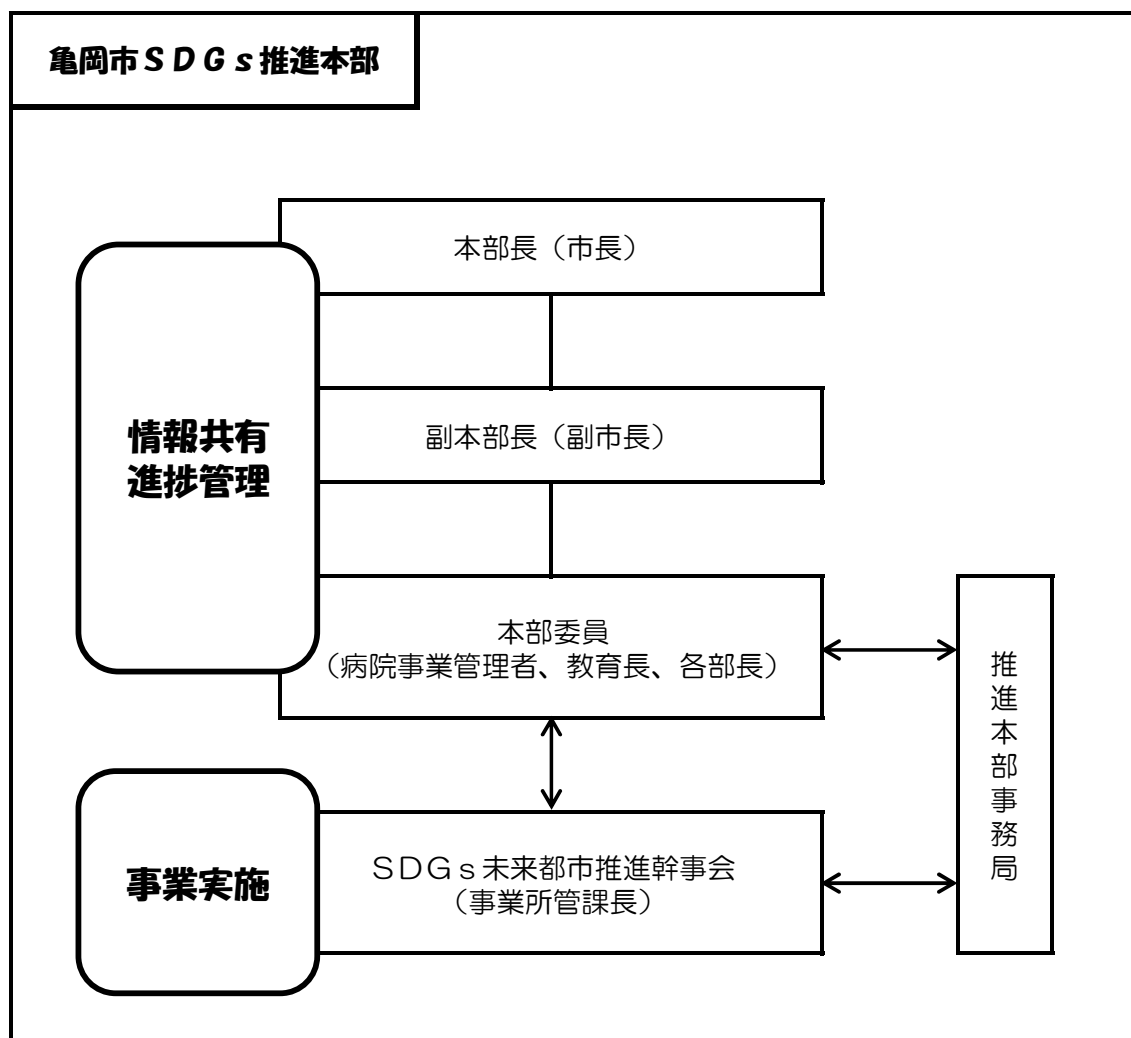 亀岡市ＳＤＧｓ推進本部
本部長（市長）
情報共有
進捗管理
副本部長（副市長）
本部委員
（病院事業管理者、教育長、各部長）
推進本部事務局
事業実施
ＳＤＧｓ未来都市推進幹事会
（事業所管課長）